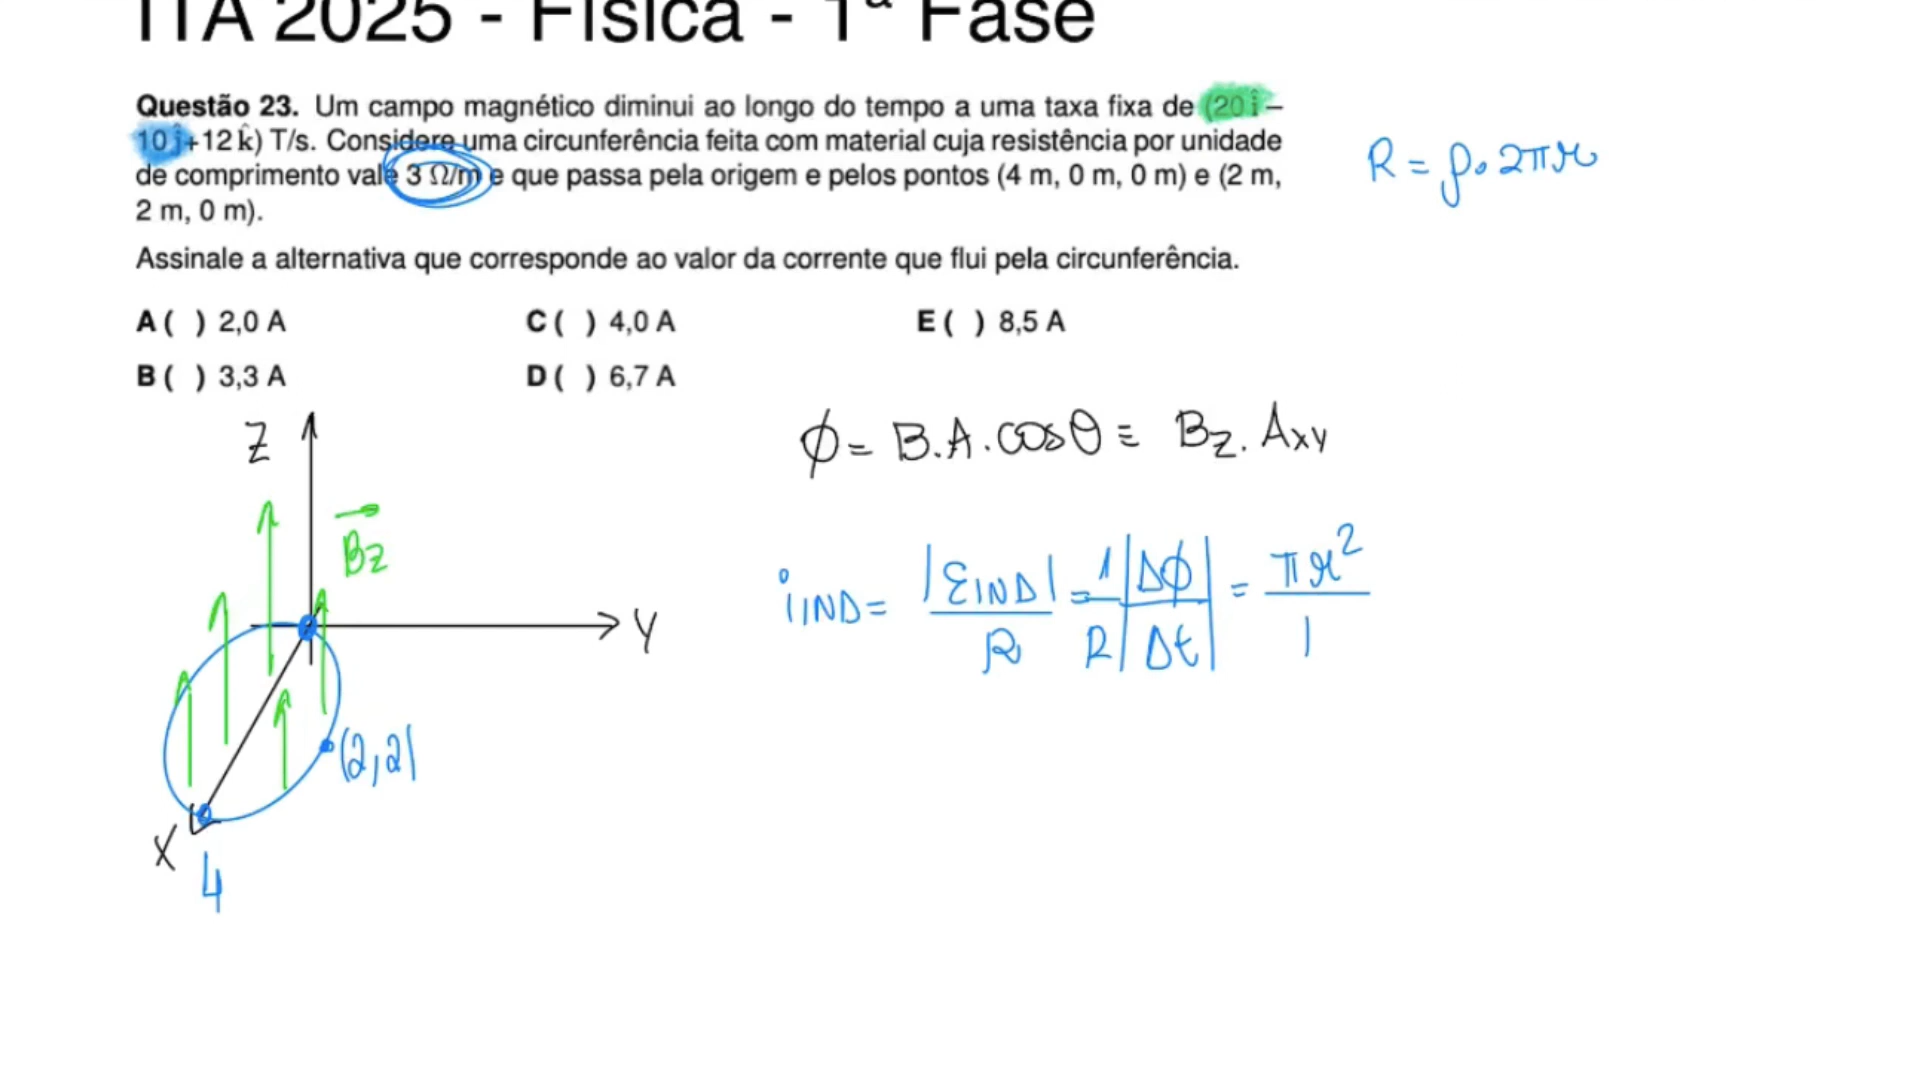 ITA 2025 - Física - 1ª Fase
Questão 23. Um campo magnético diminui ao longo do tempo a uma taxa fixa de (20 î –
10 ĵ+12 k̂) T/s. Considere uma circunferência feita com material cuja resistência por unidade
de comprimento vale 3 Ω/m e que passa pela origem e pelos pontos (4 m, 0 m, 0 m) e (2 m,
2 m, 0 m).
R = ρ. 2πr
Assinale a alternativa que corresponde ao valor da corrente que flui pela circunferência.
A ( ) 2,0 A
C ( ) 4,0 A
E ( ) 8,5 A
B ( ) 3,3 A
D ( ) 6,7 A
Z
Bz
Y
(2,2)
X
4
ϕ = B.A.cosθ = Bz. Axy
iIND = |εIND| / R = 1/R |Δϕ/Δt| = πr² / 1